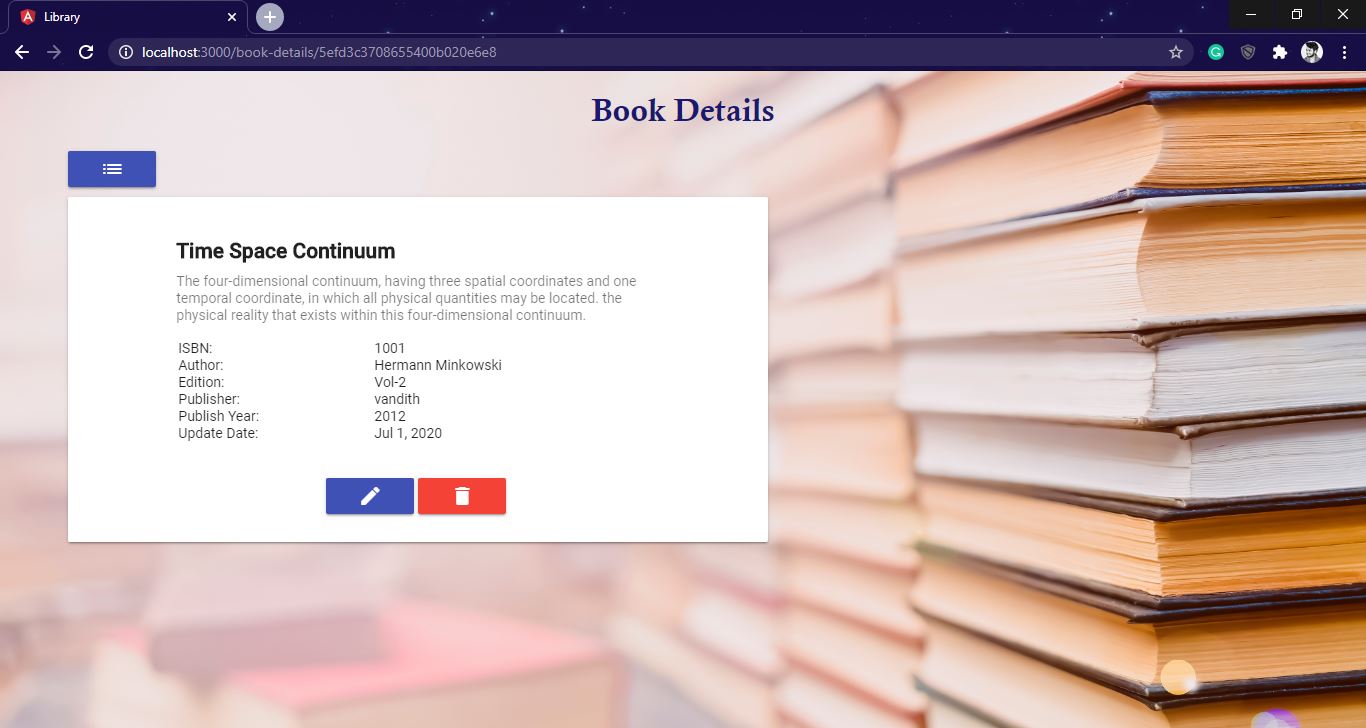 Library
localhost:3000/book-details/5efd3c3708655400b020e6e8
Book Details
Time Space Continuum
The four-dimensional continuum, having three spatial coordinates and one
temporal coordinate, in which all physical quantities may be located. the
physical reality that exists within this four-dimensional continuum.
ISBN: 1001
Author: Hermann Minkowski
Edition: Vol-2
Publisher: vandith
Publish Year: 2012
Update Date: Jul 1, 2020